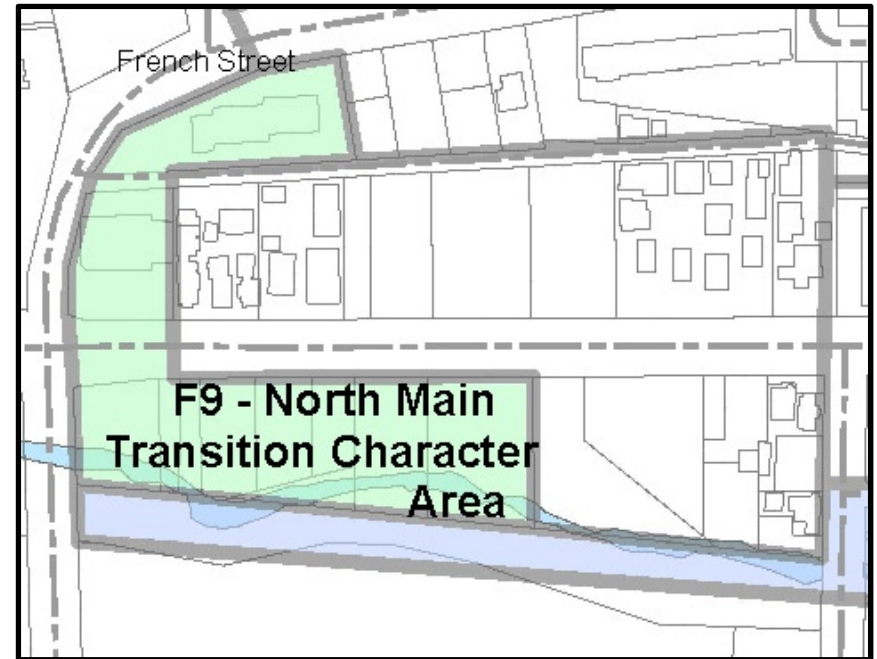 French Street
F9 - North Main
Transition Character
Area